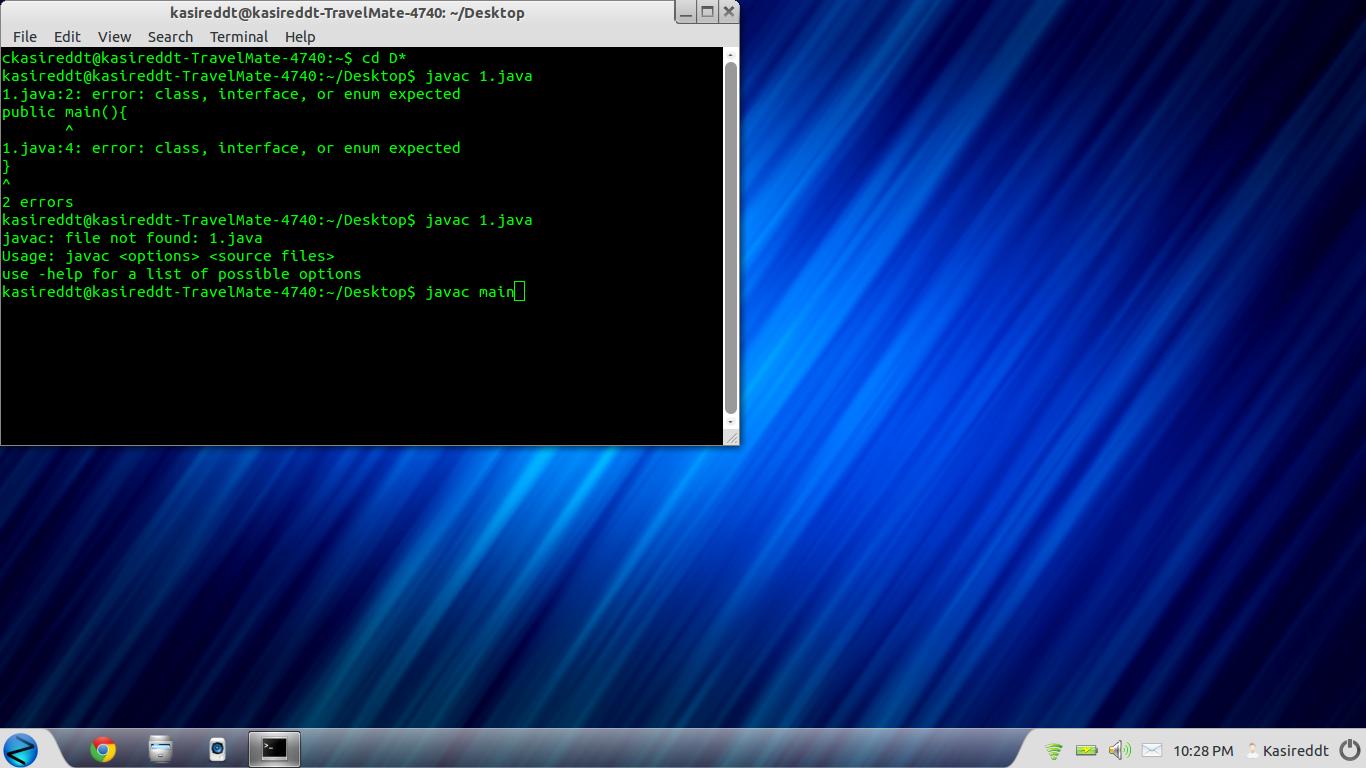 kasireddt@kasireddt-TravelMate-4740: ~/Desktop
File Edit View Search Terminal Help
ckasireddt@kasireddt-TravelMate-4740:~$ cd D*
kasireddt@kasireddt-TravelMate-4740:~/Desktop$ javac 1.java
1.java:2: error: class, interface, or enum expected
public main(){
       ^
1.java:4: error: class, interface, or enum expected
}
^
2 errors
kasireddt@kasireddt-TravelMate-4740:~/Desktop$ javac 1.java
javac: file not found: 1.java
Usage: javac <options> <source files>
use -help for a list of possible options
kasireddt@kasireddt-TravelMate-4740:~/Desktop$ javac main
10:28 PM Kasireddt